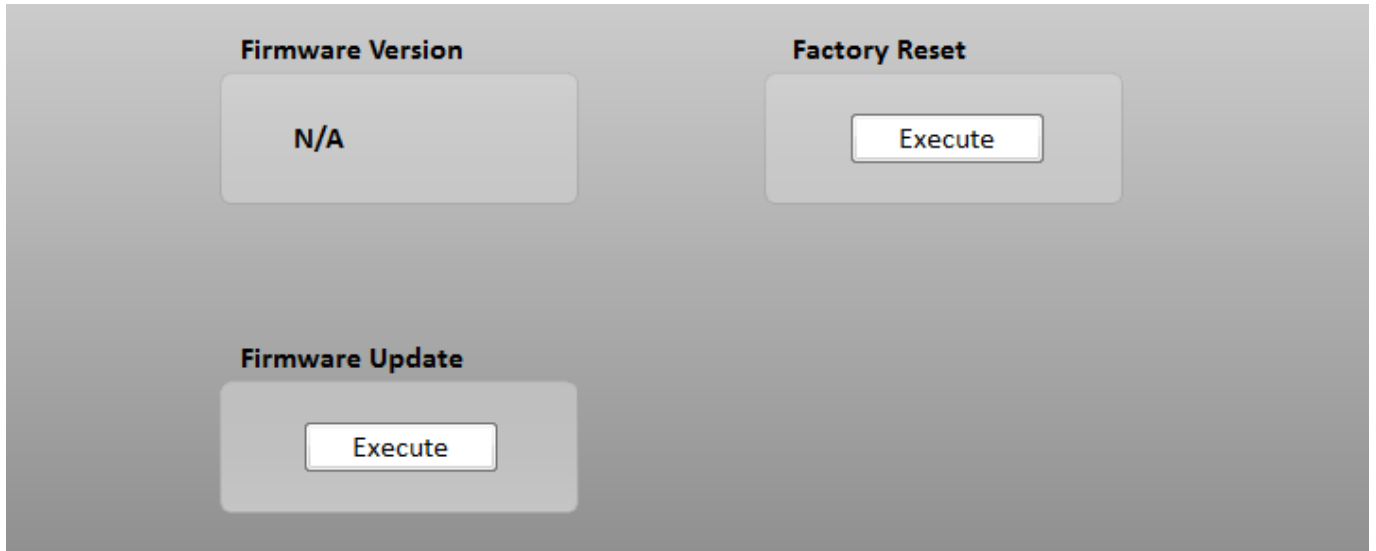 Firmware Version
N/A
Factory Reset
Execute
Firmware Update
Execute